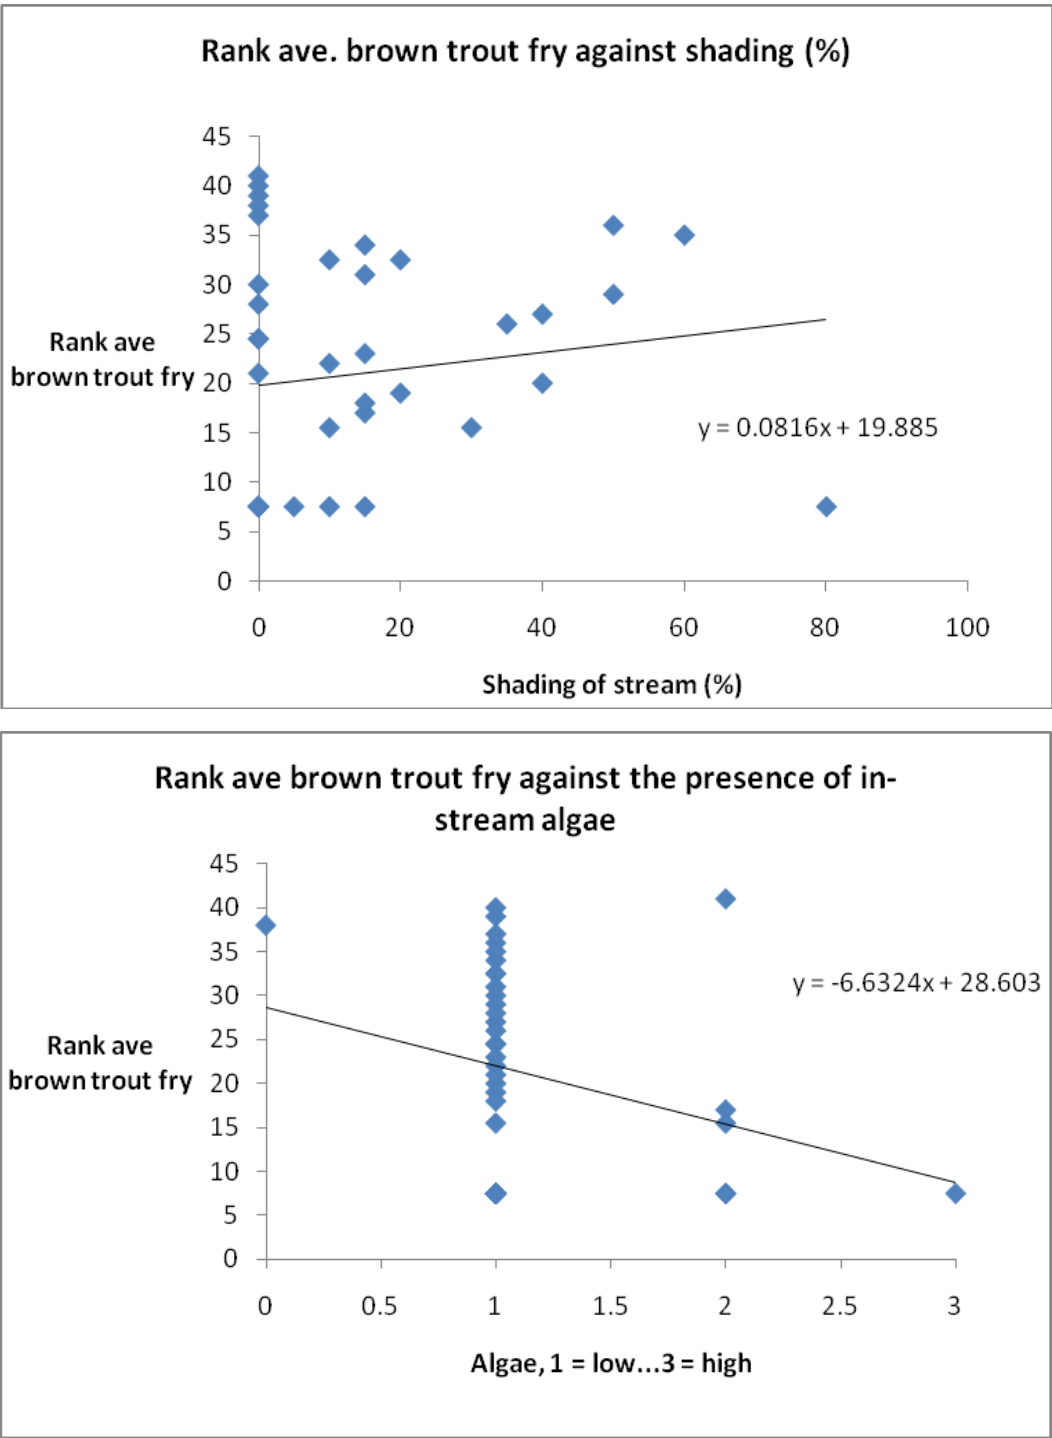 Rank ave. brown trout fry against shading (%)
45
40
35
30
25
20
15
10
5
0
Rank ave
brown trout fry
y = 0.0816x + 19.885
0 20 40 60 80 100
Shading of stream (%)
Rank ave brown trout fry against the presence of in-
stream algae
45
40
35
30
25
20
15
10
5
0
Rank ave
brown trout fry
y = -6.6324x + 28.603
0 0.5 1 1.5 2 2.5 3
Algae, 1 = low...3 = high